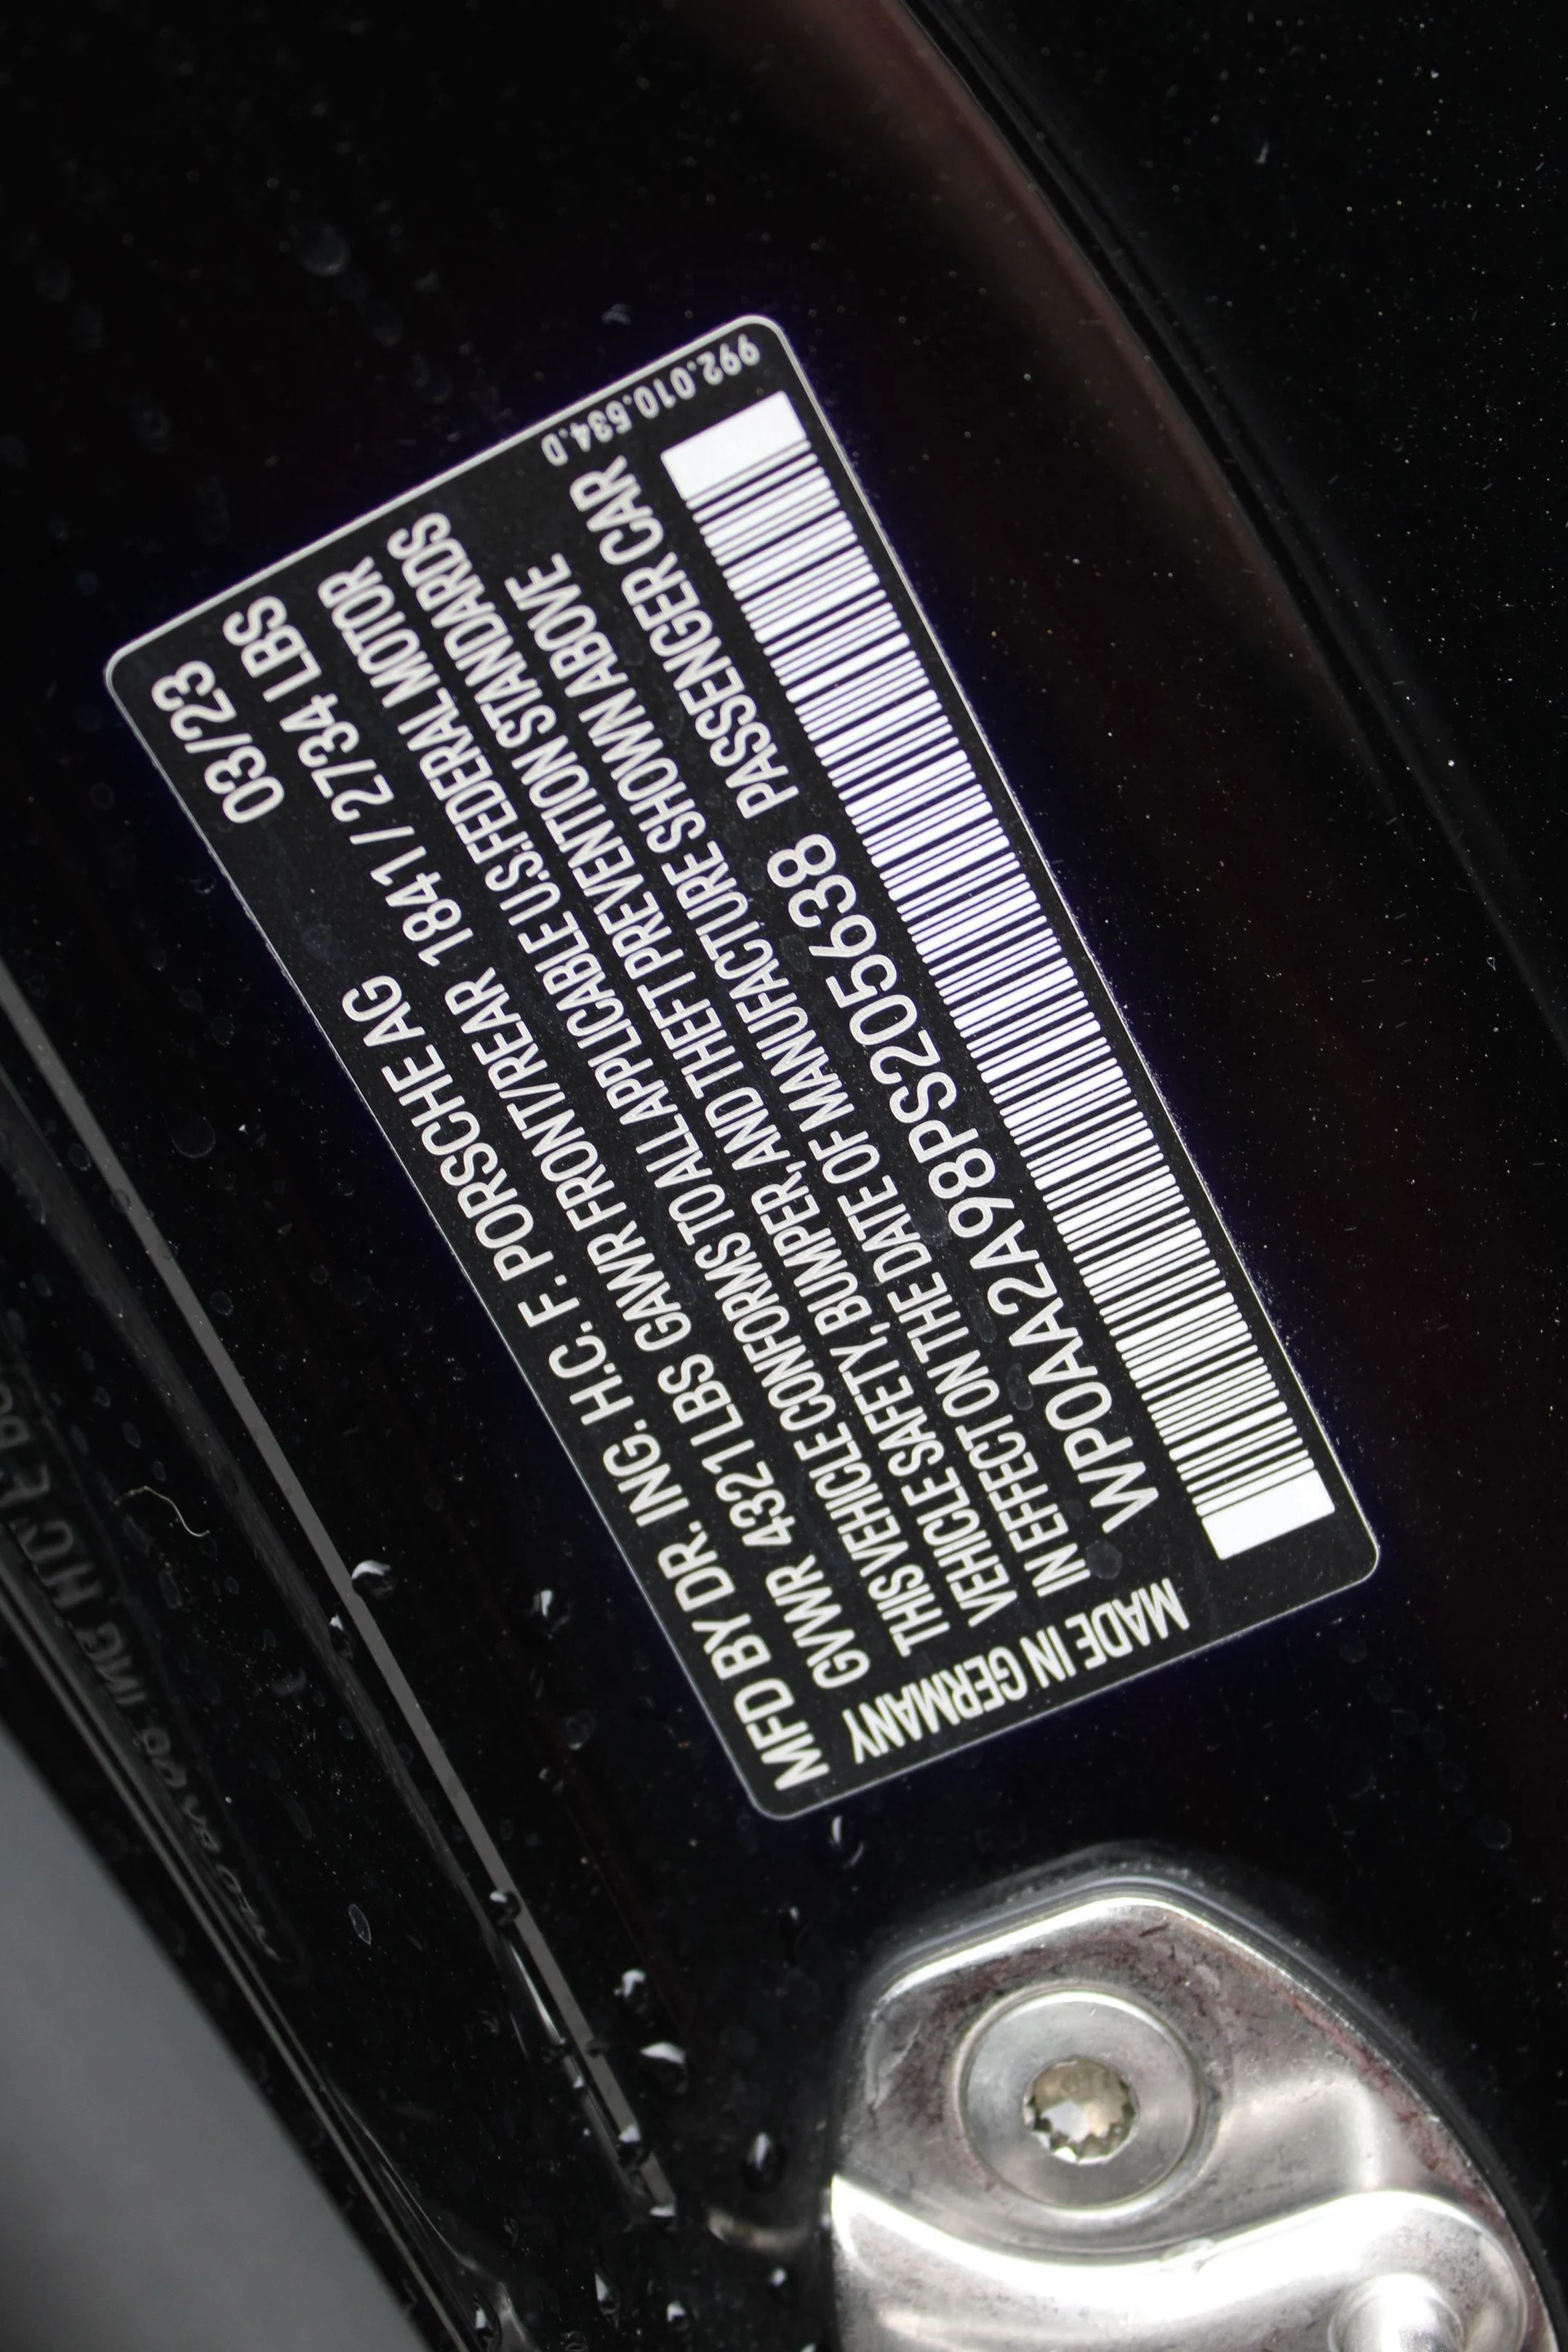 MFD BY DR. ING. H.C. F. PORSCHE AG 03/23
GVWR 4321 LBS GAWR FRONT/REAR 1841 / 2734 LBS
THIS VEHICLE CONFORMS TO ALL APPLICABLE U.S.FEDERAL MOTOR
VEHICLE SAFETY, BUMPER, AND THEFT PREVENTION STANDARDS
IN EFFECT ON THE DATE OF MANUFACTURE SHOWN ABOVE
WP0AA2A98PS205638 PASSENGER CAR
MADE IN GERMANY
992.010.534.D